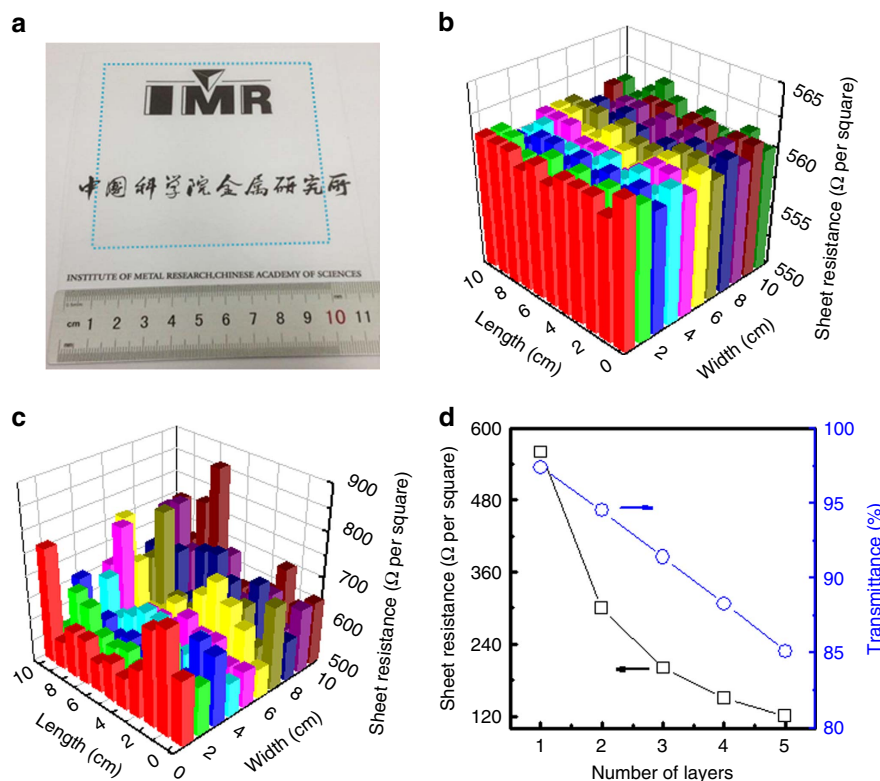 a
IMR
中国科学院金属研究所
INSTITUTE OF METAL RESEARCH,CHINESE ACADEMY OF SCIENCES
cm 1 2 3 4 5 6 7 8 9 10 11
b
565
560
555
550
Sheet resistance (Ω per square)
10 8 6 4 2 0
Length (cm)
2 4 6 8 10
Width (cm)
c
900
800
700
600
500
Sheet resistance (Ω per square)
10 8 6 4 2 0
Length (cm)
0 2 4 6 8 10
Width (cm)
d
600
480
360
240
120
Sheet resistance (Ω per square)
100
95
90
85
80
Transmittance (%)
1 2 3 4 5
Number of layers